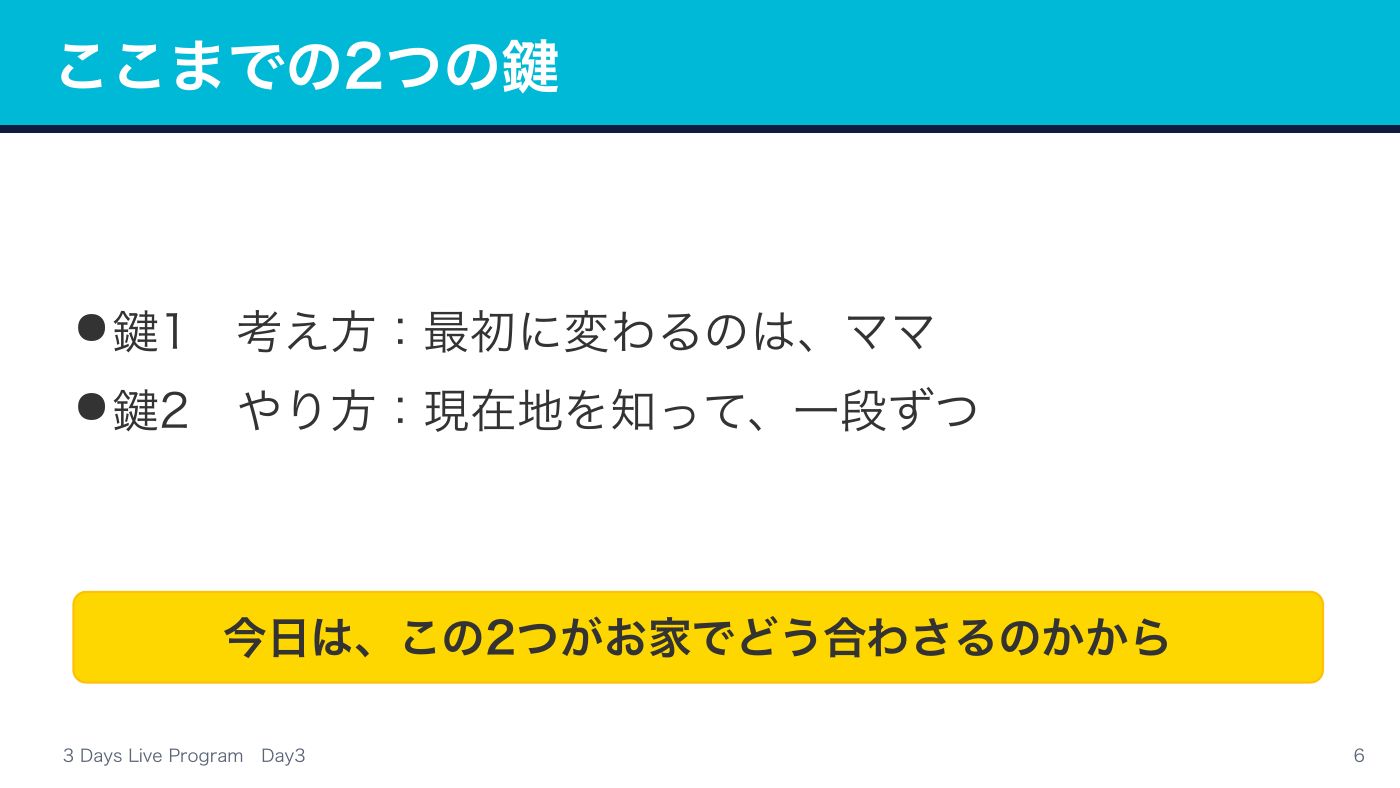 ここまでの2つの鍵
●鍵1　考え方：最初に変わるのは、ママ
●鍵2　やり方：現在地を知って、一段ずつ
今日は、この2つがお家でどう合わさるのかから
3 Days Live Program　Day3
6